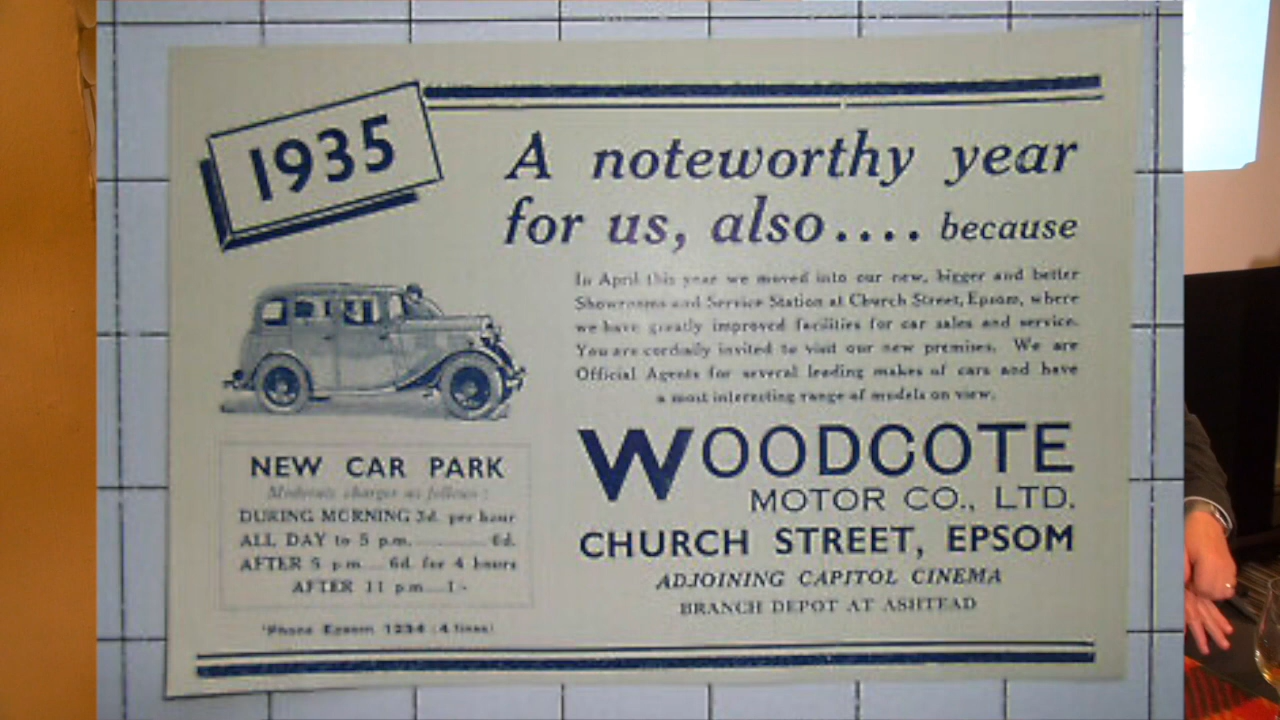 1935
A noteworthy year
for us, also.... because
In April this year we moved into our new, bigger and better
Showrooms and Service Station at Church Street, Epsom, where
we have greatly improved facilities for car sales and service.
You are cordially invited to visit our new premises. We are
Official Agents for several leading makes of cars and have
a most interesting range of models on view.
WOODCOTE
MOTOR CO., LTD.
CHURCH STREET, EPSOM
ADJOINING CAPITOL CINEMA
BRANCH DEPOT AT ASHTEAD
NEW CAR PARK
Moderate charges as follows :
DURING MORNING 3d. per hour
ALL DAY to 5 p.m. ............ 6d.
AFTER 5 p.m.... 6d. for 4 hours
AFTER 11 p.m....1/-
'Phone Epsom 1234 (4 lines)